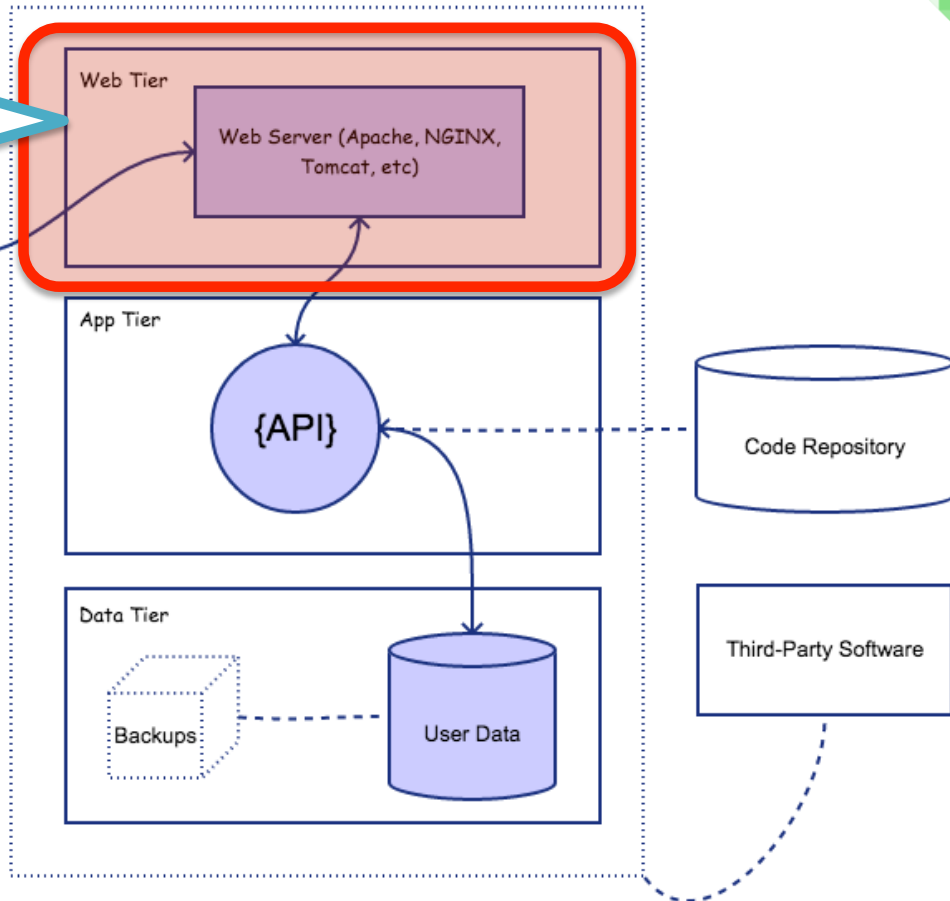 Web Tier
Web Server (Apache, NGINX,
Tomcat, etc)
App Tier
{API}
Code Repository
Data Tier
Third-Party Software
Backups
User Data